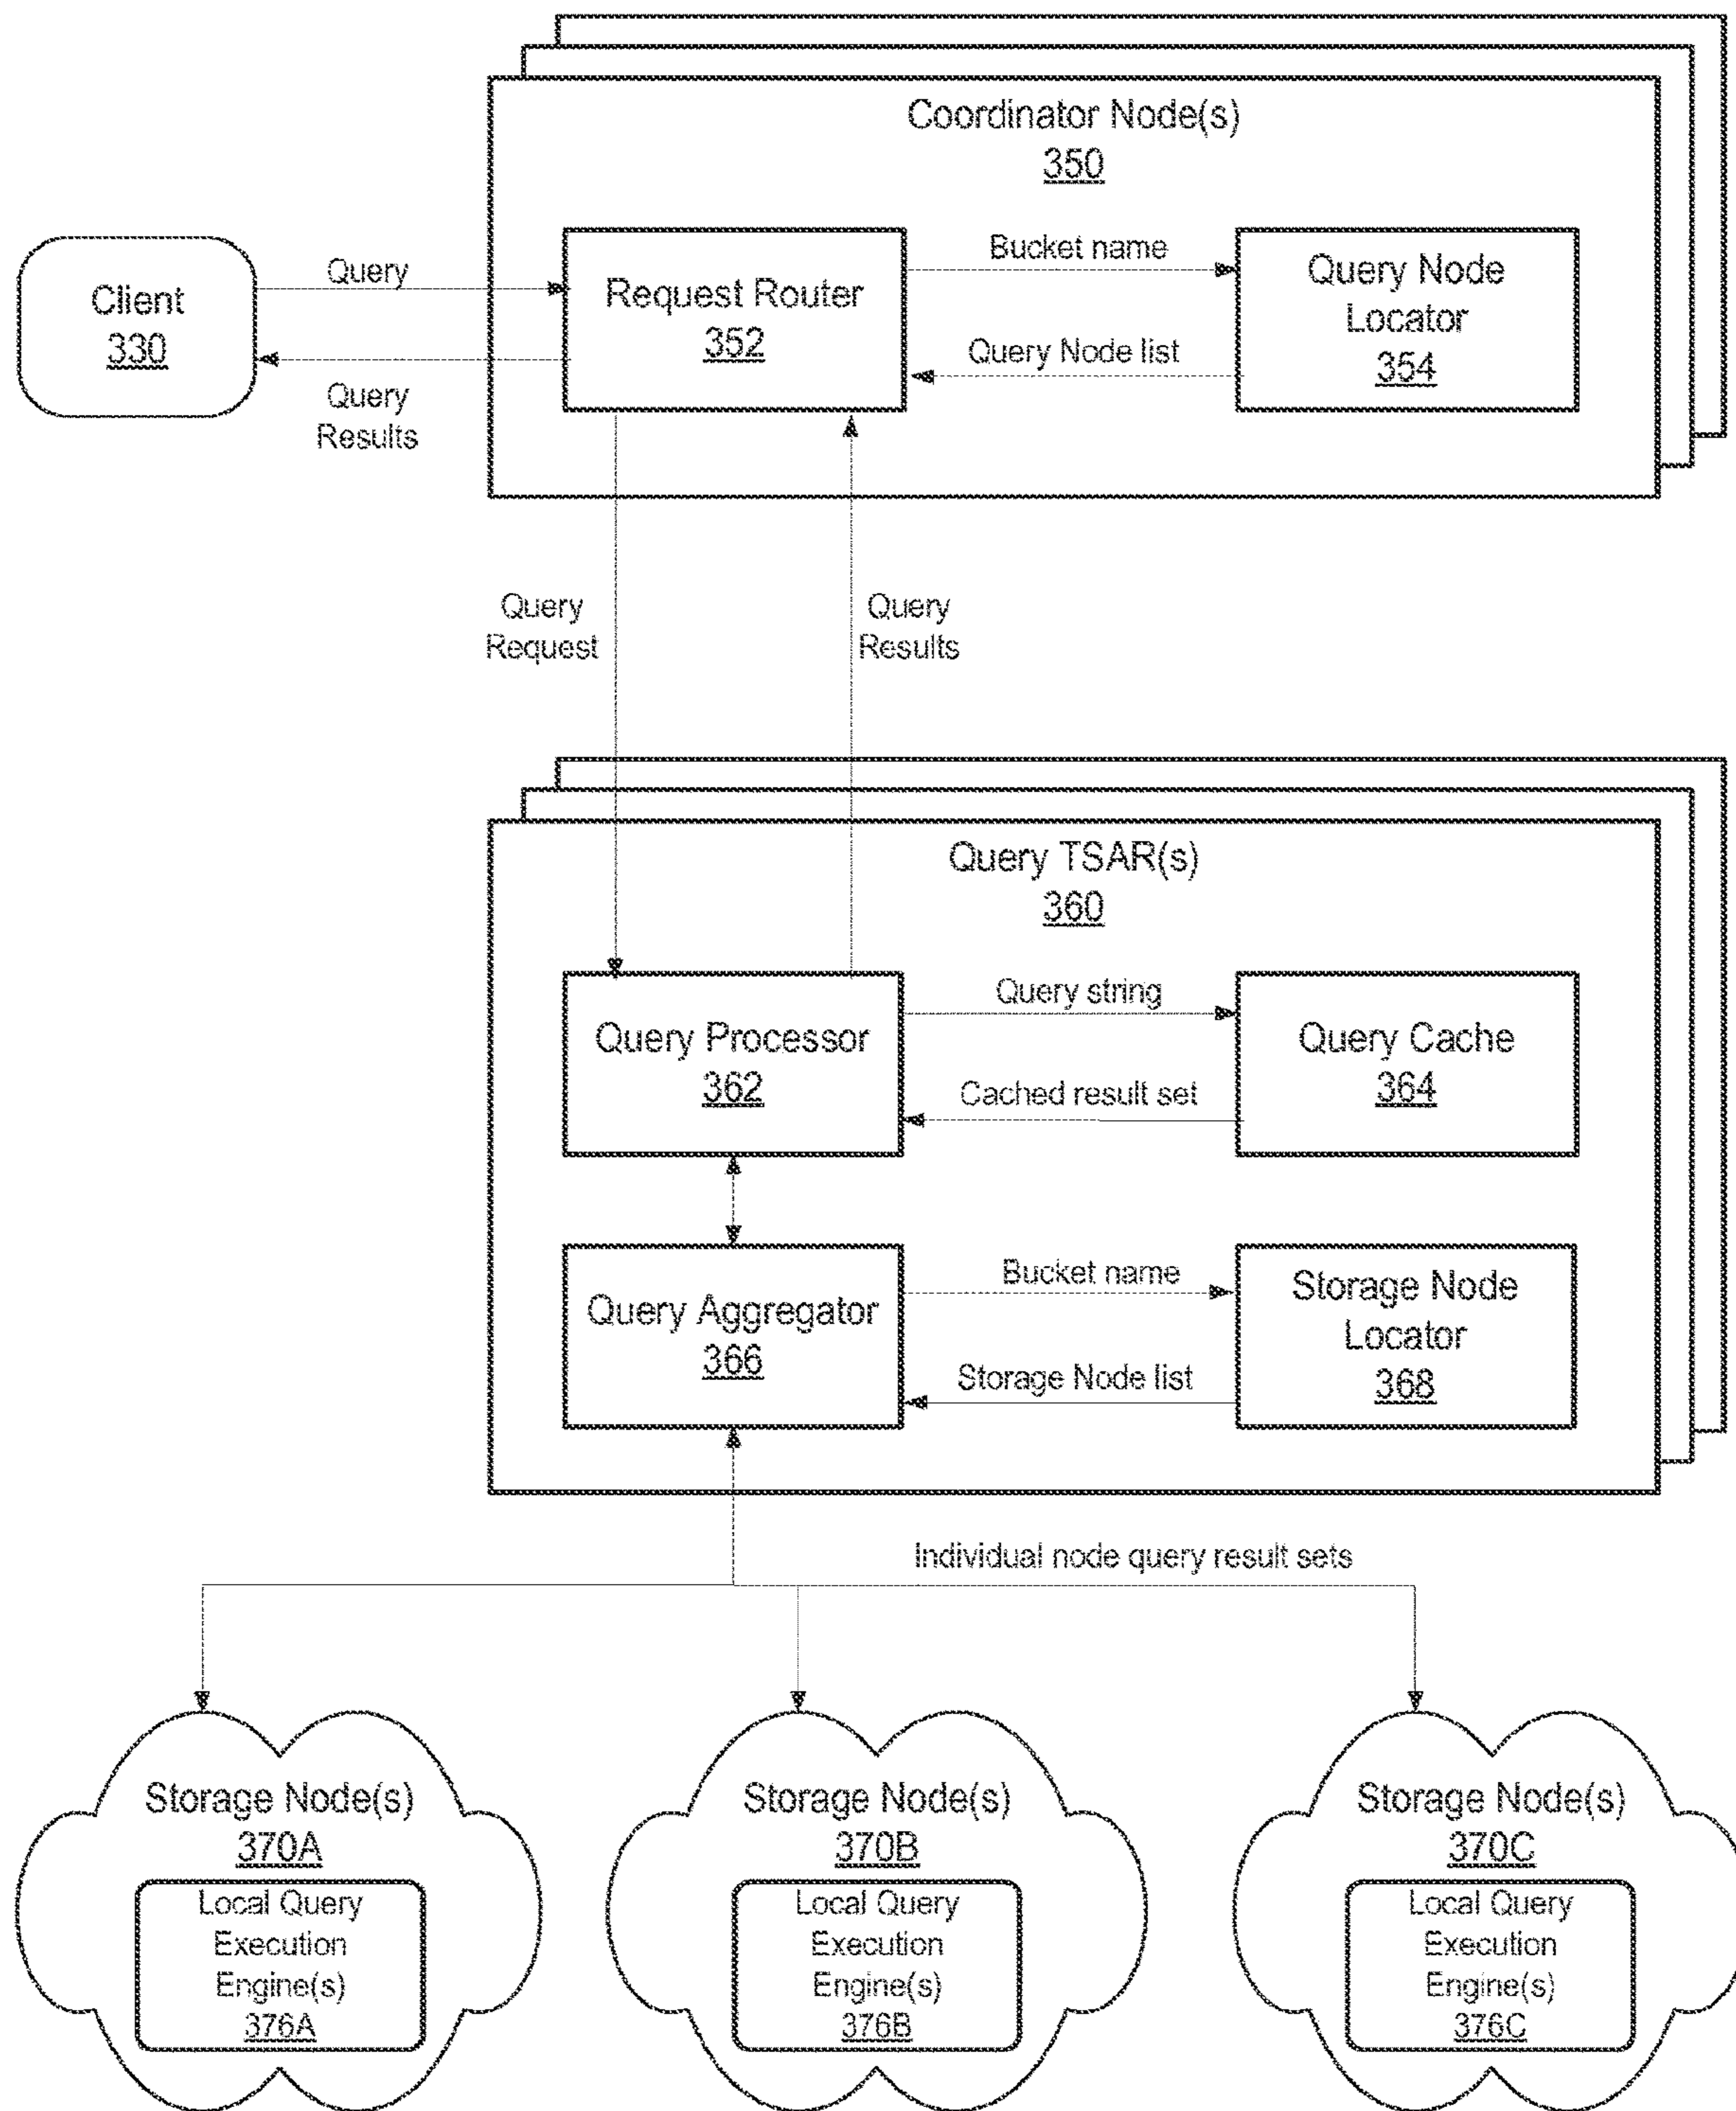 Coordinator Node(s)
350
Client
330
Query
Query
Results
Request Router
352
Bucket name
Query Node list
Query Node
Locator
354
Query
Request
Query
Results
Query TSAR(s)
360
Query Processor
362
Query string
Cached result set
Query Cache
364
Query Aggregator
366
Bucket name
Storage Node list
Storage Node
Locator
368
Individual node query result sets
Storage Node(s)
370A
Local Query
Execution
Engine(s)
376A
Storage Node(s)
370B
Local Query
Execution
Engine(s)
376B
Storage Node(s)
370C
Local Query
Execution
Engine(s)
376C